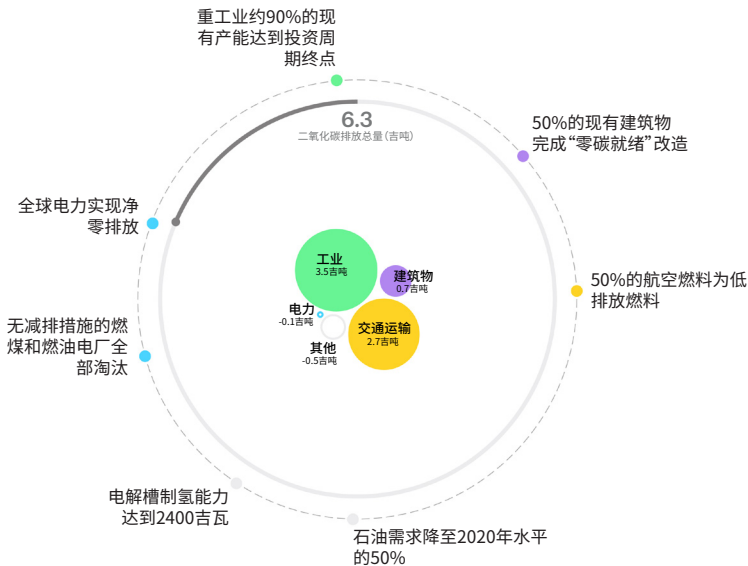 重工业约90%的现
有产能达到投资周
期终点
6.3
二氧化碳排放总量（吉吨）
50%的现有建筑物
完成“零碳就绪”改造
全球电力实现净
零排放
工业
3.5吉吨
建筑物
0.7吉吨
50%的航空燃料为低
排放燃料
电力
-0.1吉吨
交通运输
2.7吉吨
其他
-0.5吉吨
无减排措施的燃
煤和燃油电厂全
部淘汰
电解槽制氢能力
达到2400吉瓦
石油需求降至2020年水平
的50%